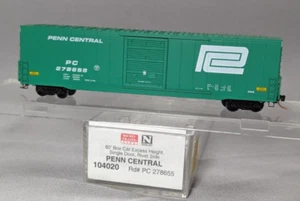 PENN CENTRAL
PC
278655
N
60' Box Car Excess Height
Single Door, Rivet Side
PENN CENTRAL
104020 Rd# PC 278655